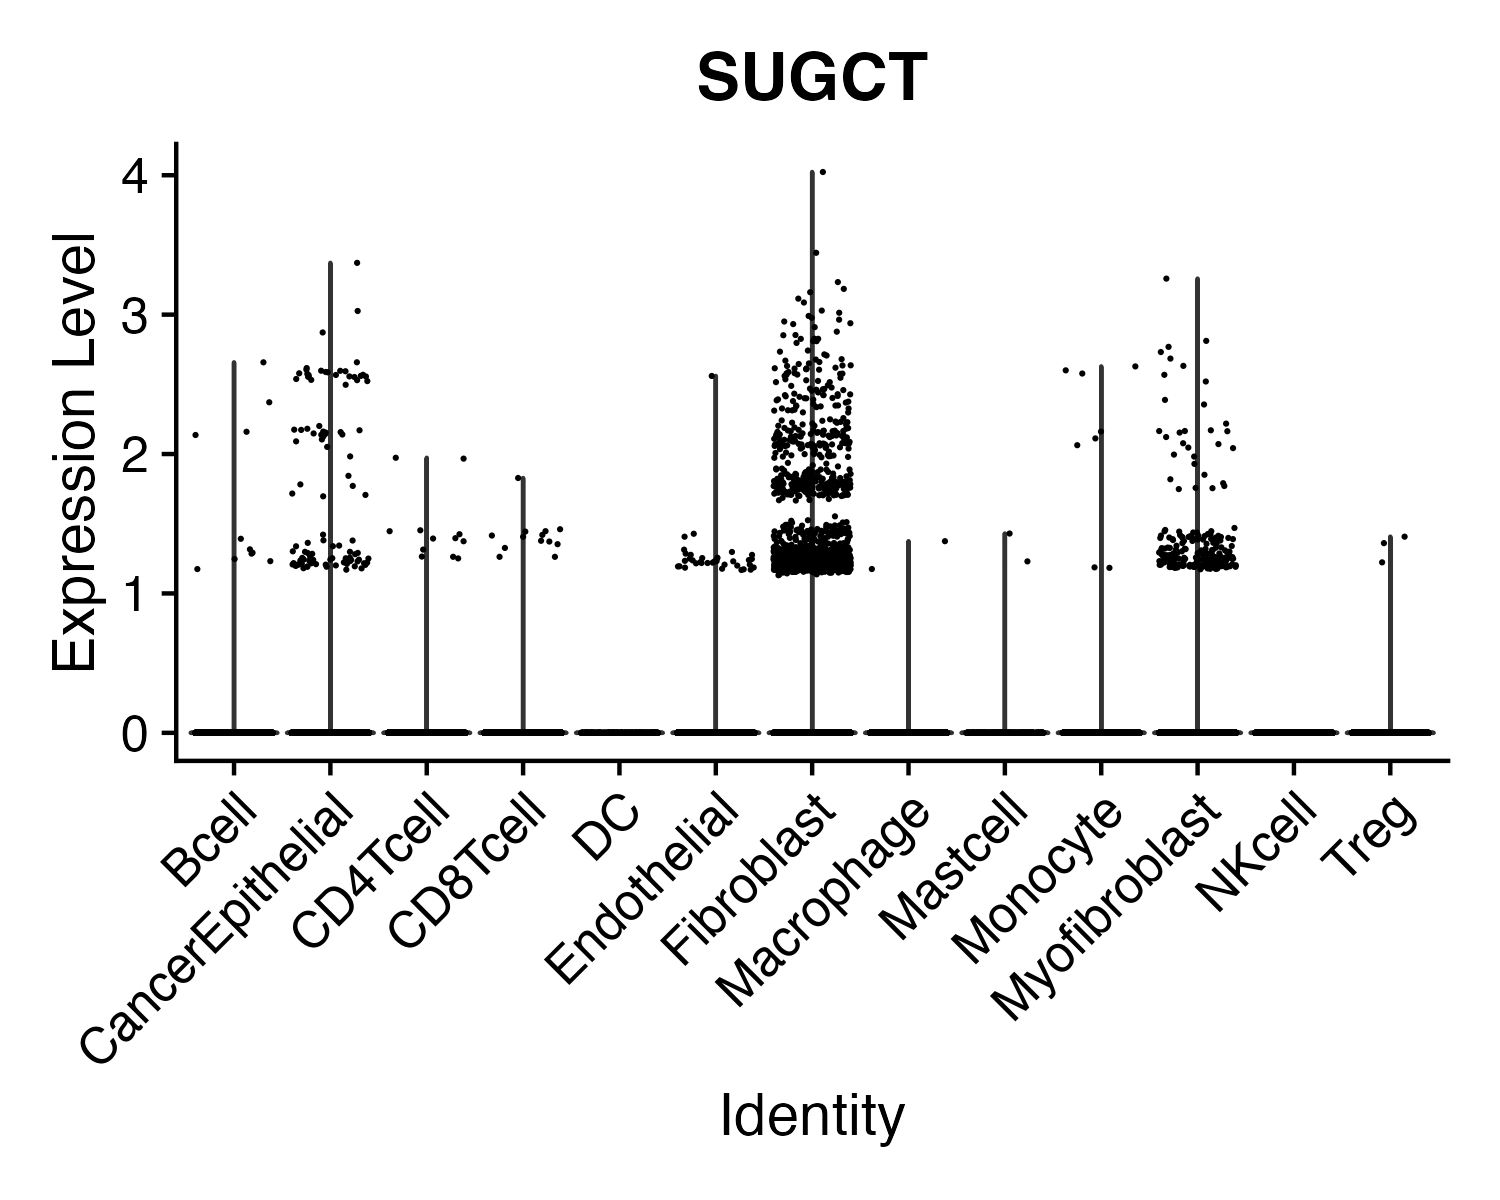 SUGCT
Expression Level
4
3
2
1
0
Bcell
CancerEpithelial
CD4Tcell
CD8Tcell
DC
Endothelial
Fibroblast
Macrophage
Mastcell
Monocyte
Myofibroblast
NKcell
Treg
Identity